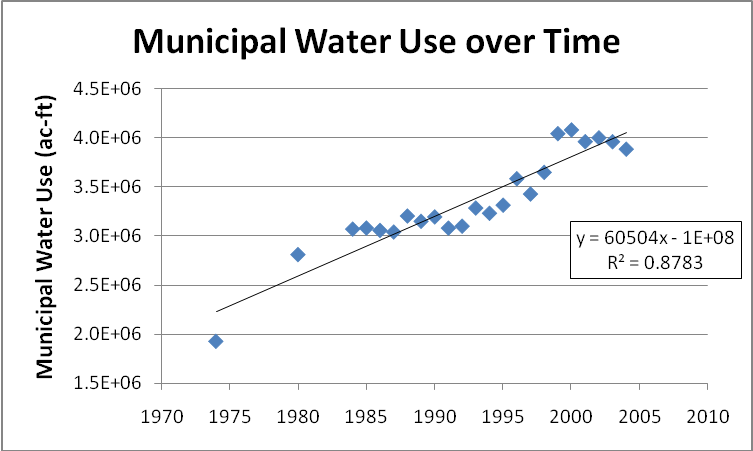 Municipal Water Use over Time
Municipal Water Use (ac-ft)
4.5E+06
4.0E+06
3.5E+06
3.0E+06
2.5E+06
2.0E+06
1.5E+06
y = 60504x - 1E+08
R² = 0.8783
1970 1975 1980 1985 1990 1995 2000 2005 2010